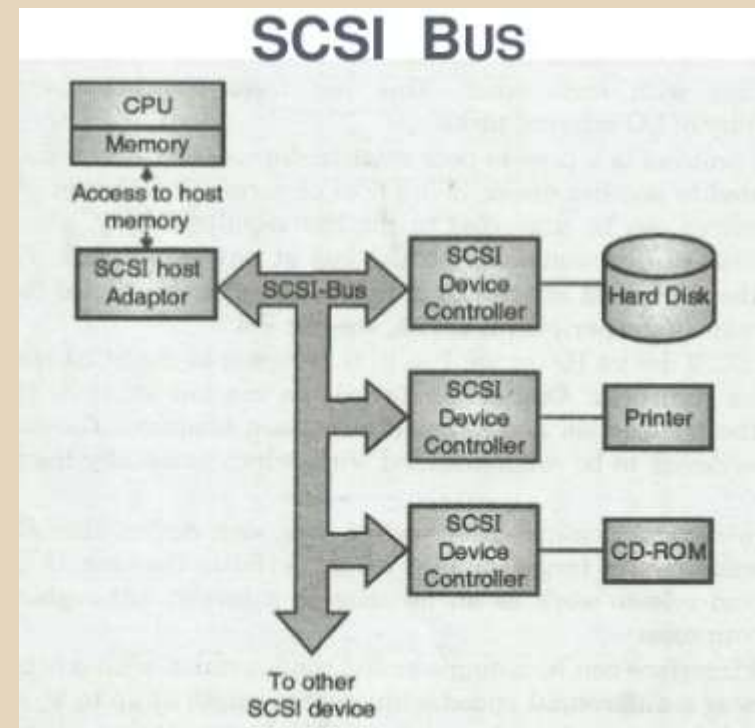 SCSI BUS
CPU
Memory
Access to host
memory
SCSI host
Adaptor
SCSI-Bus
SCSI
Device
Controller
Hard Disk
SCSI
Device
Controller
Printer
SCSI
Device
Controller
CD-ROM
To other
SCSI device